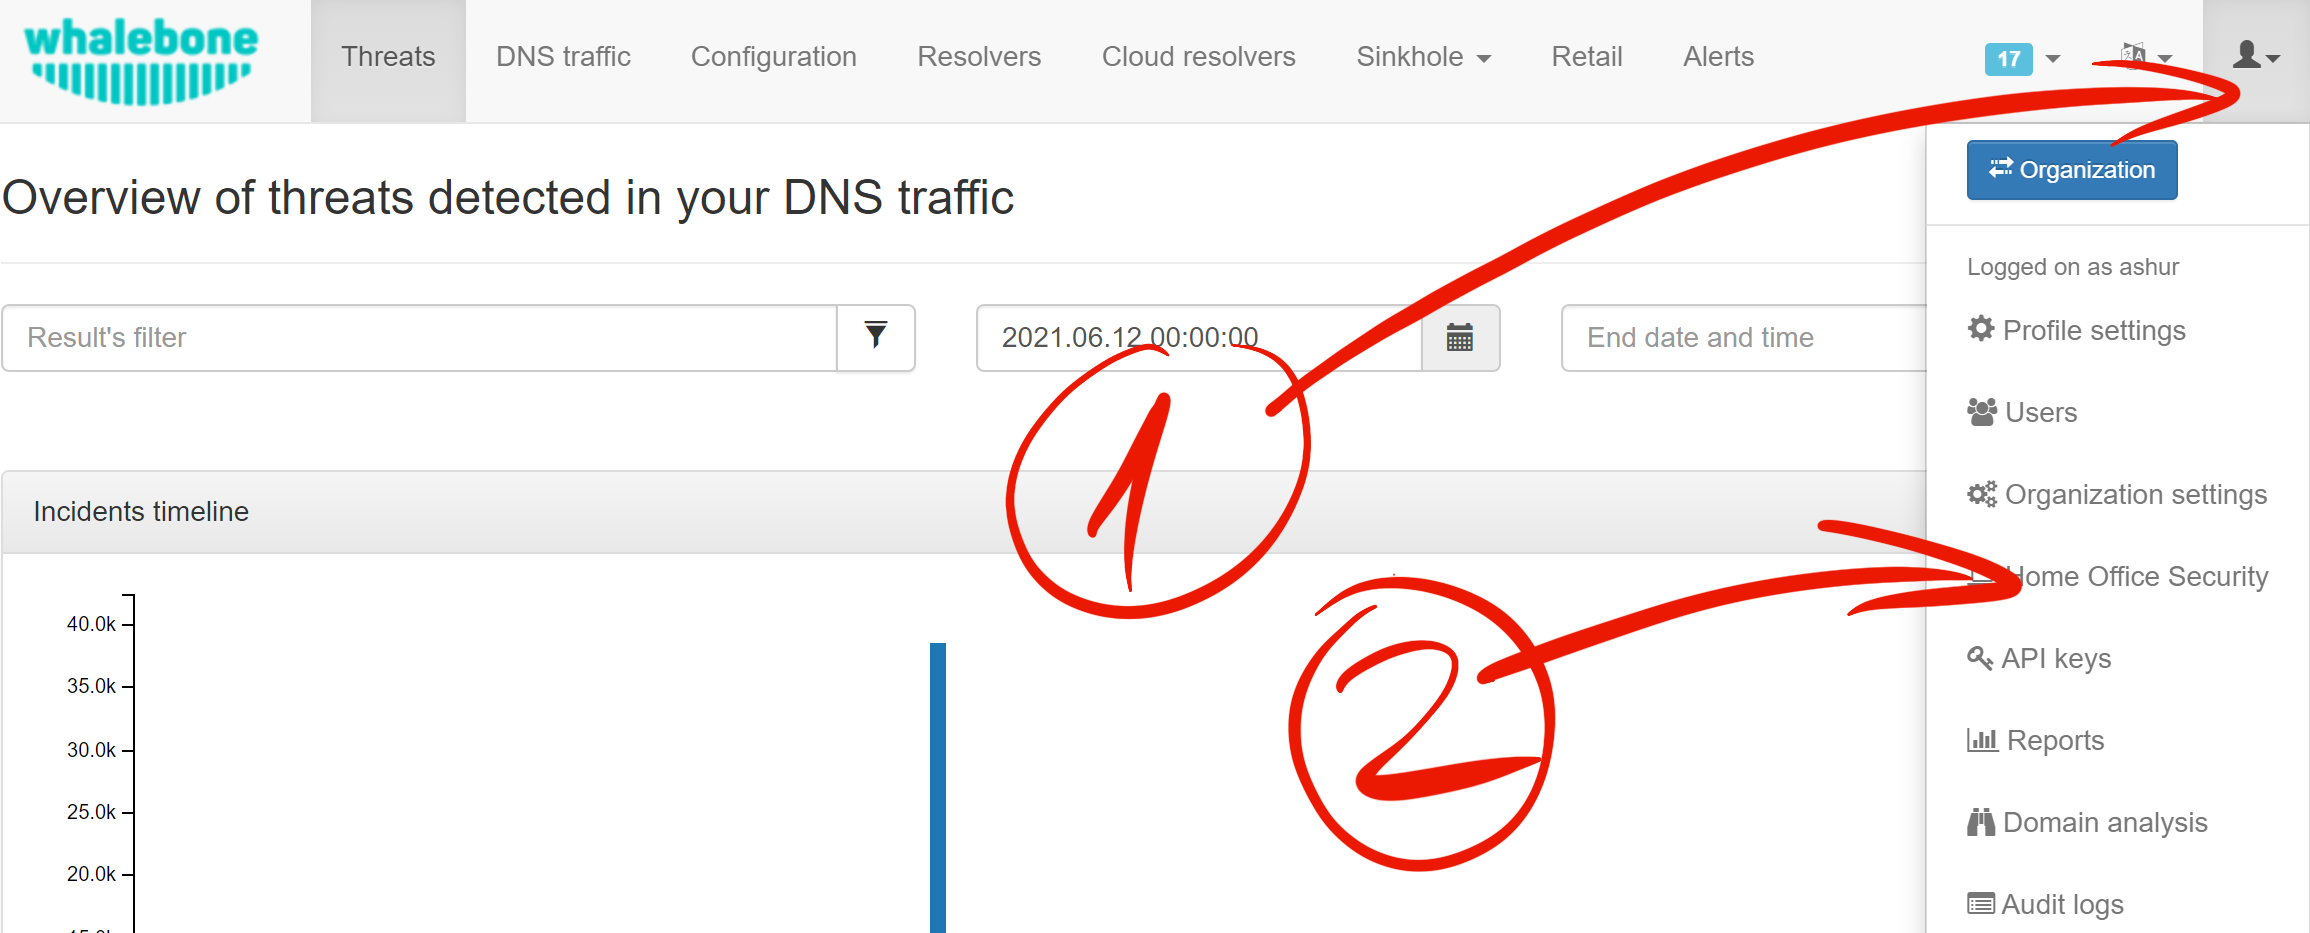 whalebone
Threats DNS traffic Configuration Resolvers Cloud resolvers Sinkhole Retail Alerts 17
Organization
Overview of threats detected in your DNS traffic
Logged on as ashur
Result's filter 2021.06.12 00:00:00 End date and time
Profile settings
Users
Organization settings
Incidents timeline
1
Home Office Security
2
40.0k
API keys
35.0k
Reports
30.0k
25.0k
Domain analysis
20.0k
Audit logs